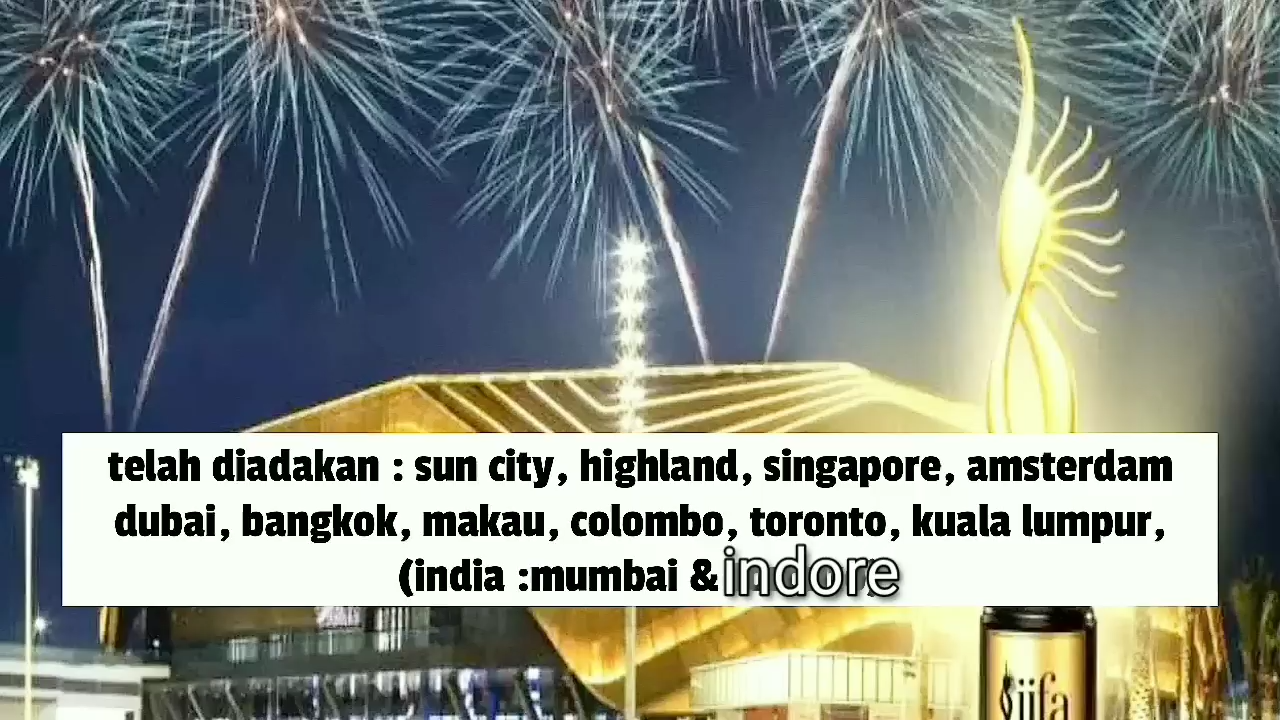 telah diadakan : sun city, highland, singapore, amsterdam
dubai, bangkok, makau, colombo, toronto, kuala lumpur,
(india :mumbai & indore
iifa